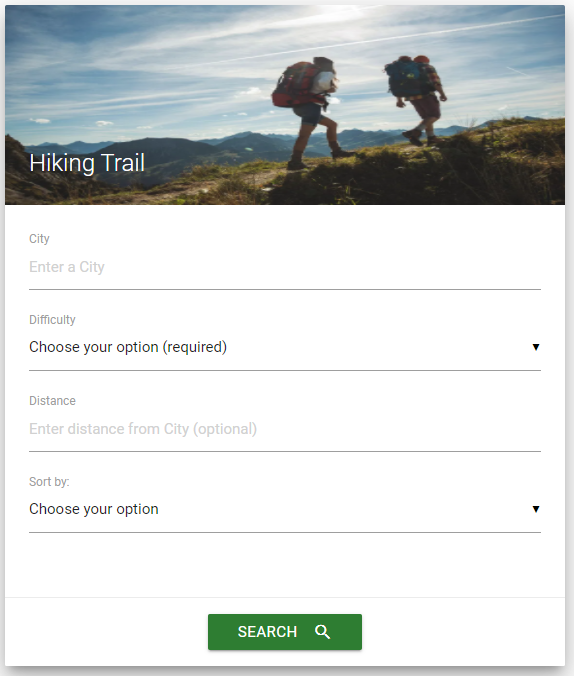 Hiking Trail
City
Enter a City
Difficulty
Choose your option (required)
Distance
Enter distance from City (optional)
Sort by:
Choose your option
SEARCH